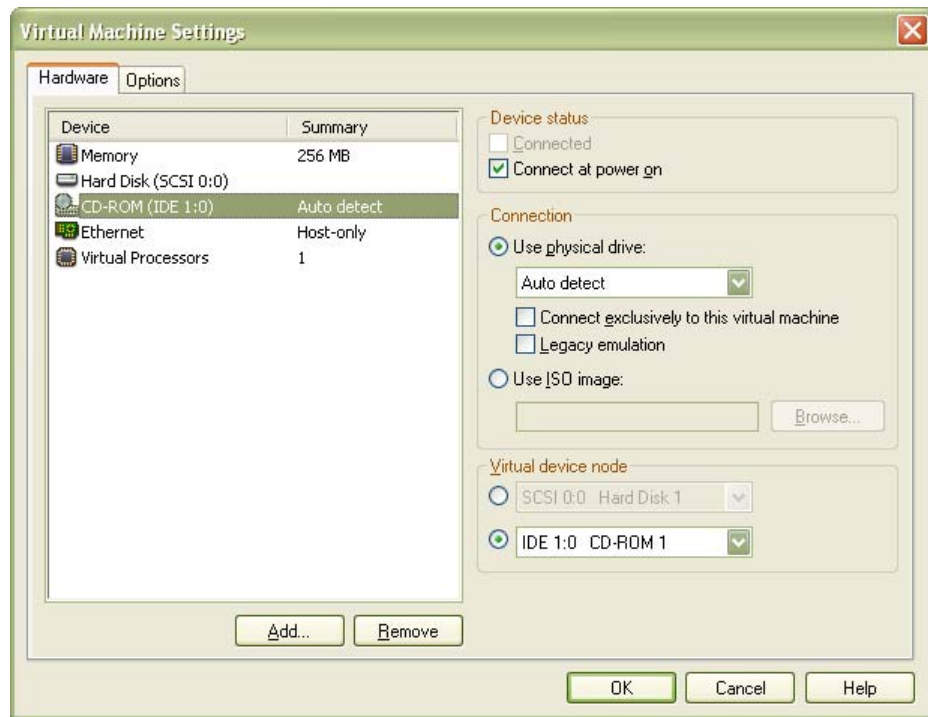 Virtual Machine Settings
Hardware Options
Device Summary
Memory 256 MB
Hard Disk (SCSI 0:0)
CD-ROM (IDE 1:0) Auto detect
Ethernet Host-only
Virtual Processors 1
Add... Remove
Device status
Connected
Connect at power on
Connection
Use physical drive:
Auto detect
Connect exclusively to this virtual machine
Legacy emulation
Use ISO image:
Browse...
Virtual device node
SCSI 0:0 Hard Disk 1
IDE 1:0 CD-ROM 1
OK Cancel Help